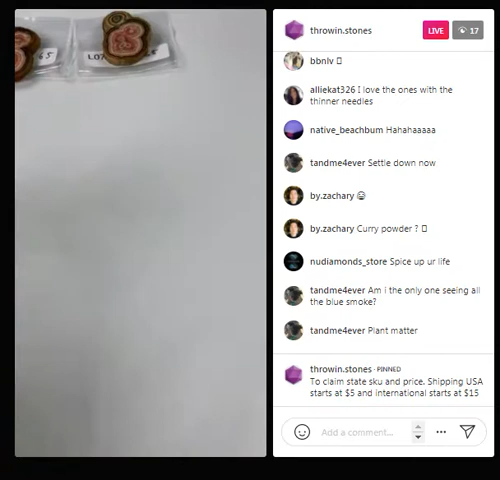 65
LOT
throwin.stones
LIVE
17
bbnlv
alliekat326 I love the ones with the
thinner needles
native_beachbum Hahahaaaaa
tandme4ever Settle down now
by.zachary 😂
by.zachary Curry powder ?
nudiamonds_store Spice up ur life
tandme4ever Am i the only one seeing all
the blue smoke?
tandme4ever Plant matter
throwin.stones · PINNED
To claim state sku and price. Shipping USA
starts at $5 and international starts at $15
Add a comment...